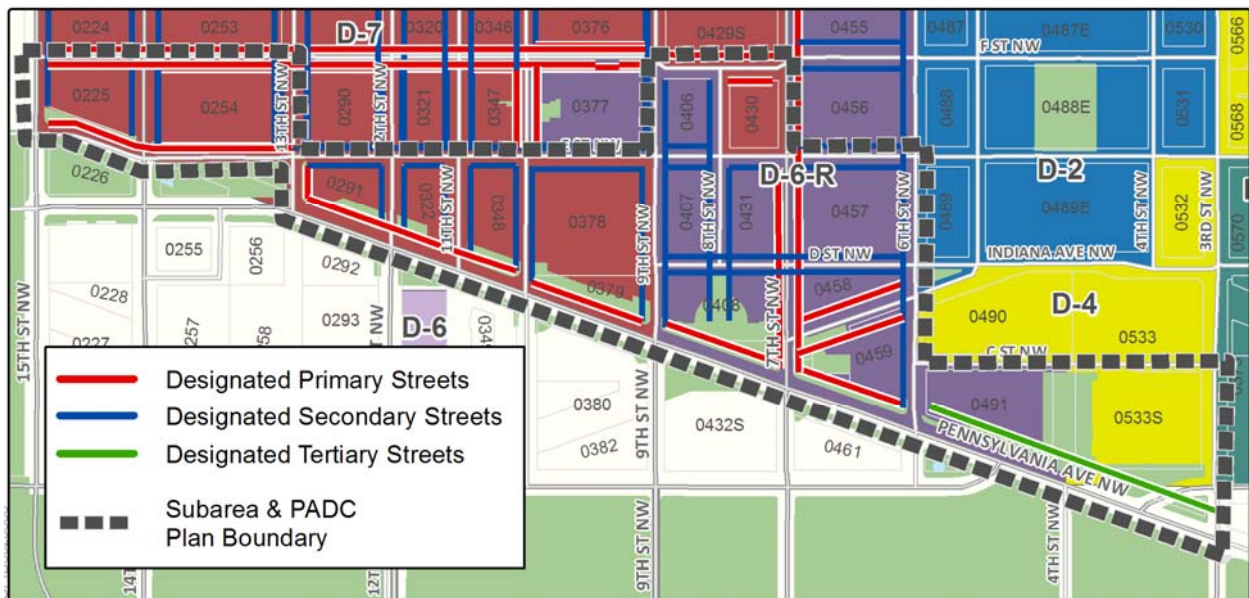 0224
0253
0320
0346
0376
0429S
0455
0487
0487E
0530
0566
D-7
F ST NW
0225
0254
13TH ST NW
0290
0321
0347
0377
0406
0430
0456
0488
0488E
0531
0568
0226
0291
0322
11TH ST NW
0348
0378
9TH ST NW
0407
8TH ST NW
0431
D-6-R
0457
6TH ST NW
0489
D-2
0489E
4TH ST NW
0532
3RD ST NW
0570
D ST NW
INDIANA AVE NW
15TH ST NW
0228
0255
0256
0292
0293
D-6
0379
0408
7TH ST NW
0458
0459
0490
D-4
0533
C ST NW
0227
0257
0380
0382
9TH ST NW
0432S
0461
0491
0533S
PENNSYLVANIA AVE NW
Designated Primary Streets
Designated Secondary Streets
Designated Tertiary Streets
Subarea & PADC
Plan Boundary
9TH ST NW
4TH ST NW